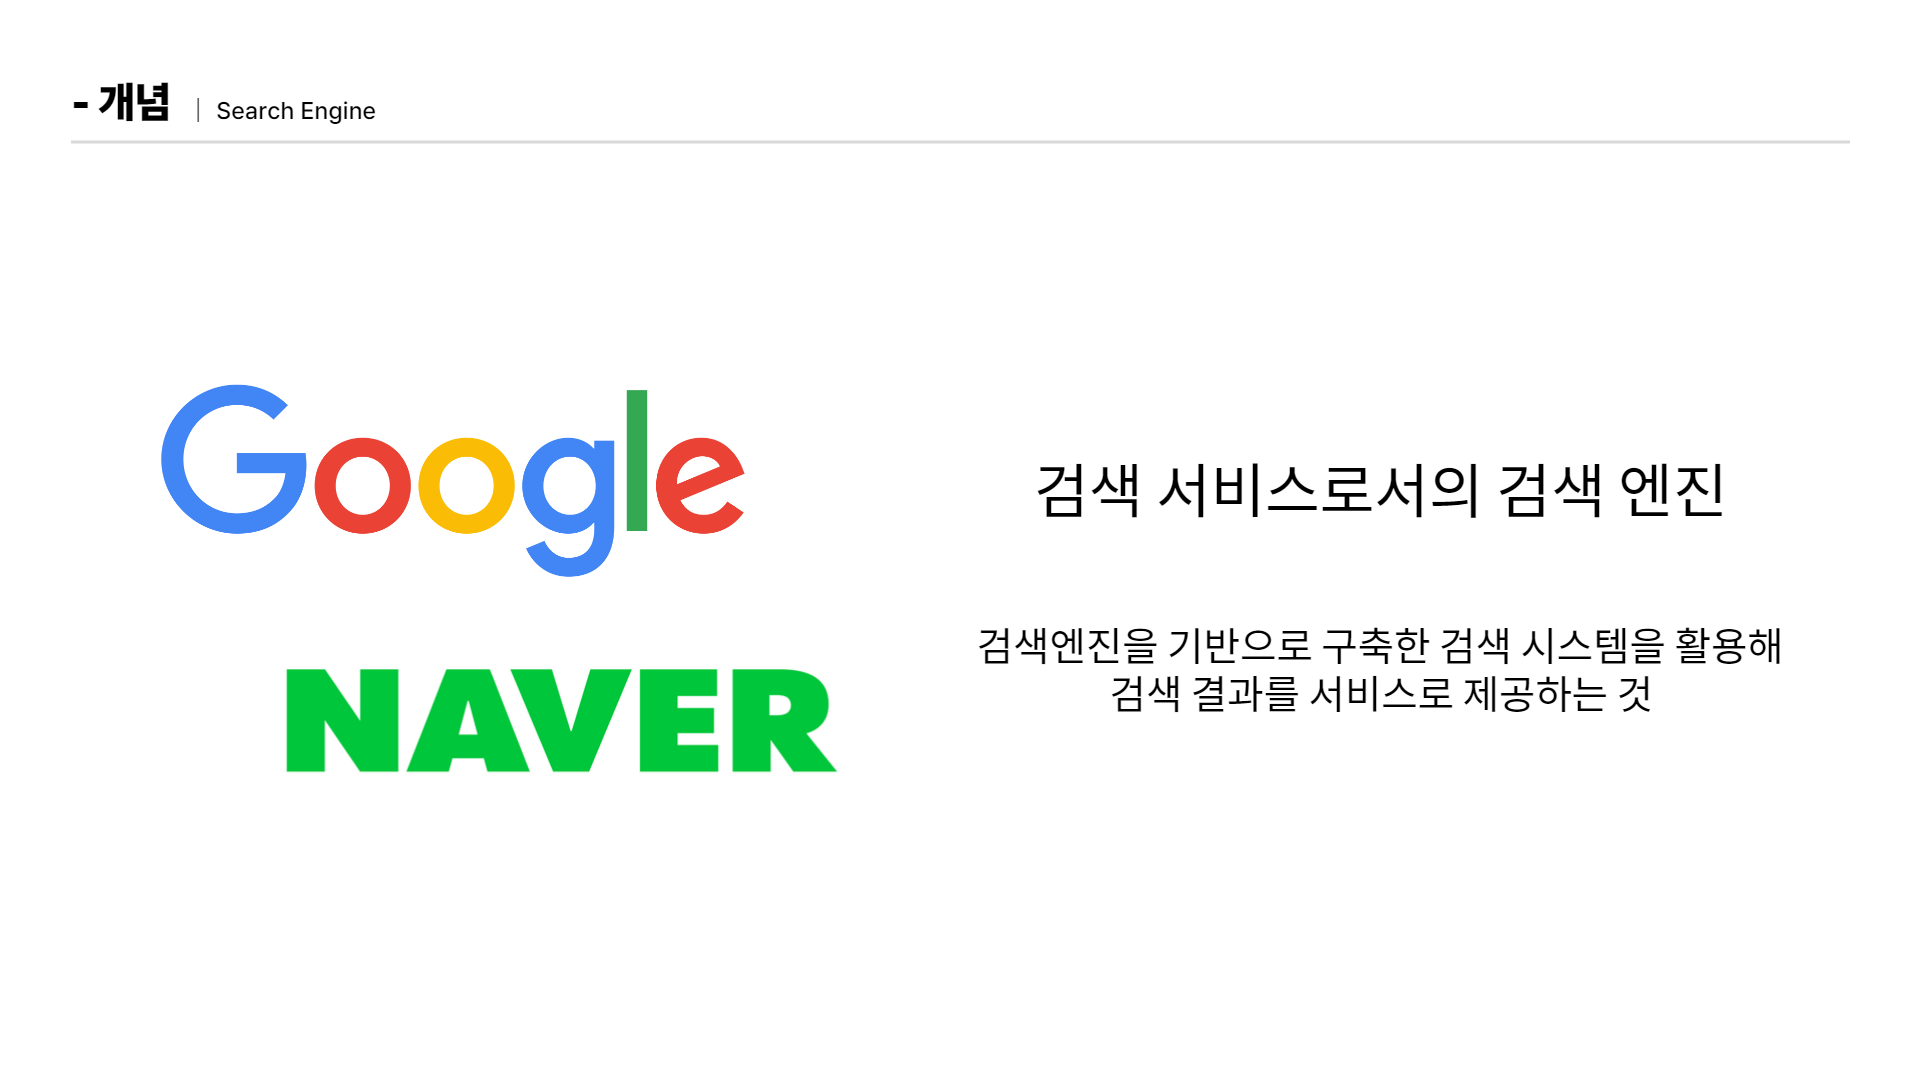 - 개념 | Search Engine
Google
NAVER
검색 서비스로서의 검색 엔진
검색엔진을 기반으로 구축한 검색 시스템을 활용해
검색 결과를 서비스로 제공하는 것